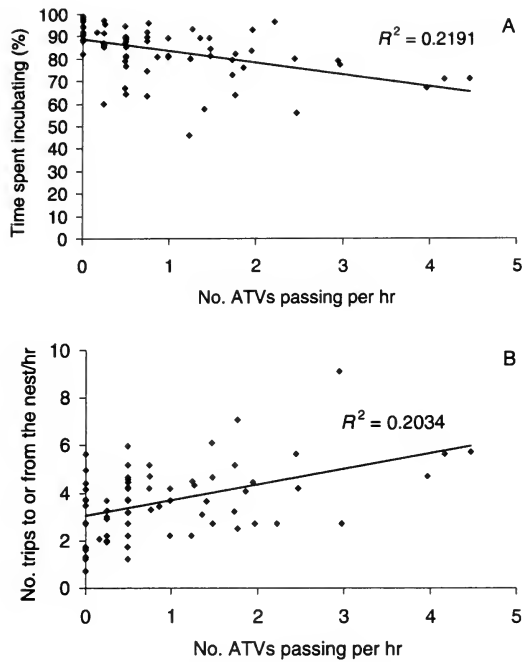 A
R² = 0.2191
Time spent incubating (%)
100
90
80
70
60
50
40
30
20
10
0
0 1 2 3 4 5
No. ATVs passing per hr
B
R² = 0.2034
No. trips to or from the nest/hr
10
8
6
4
2
0
0 1 2 3 4 5
No. ATVs passing per hr